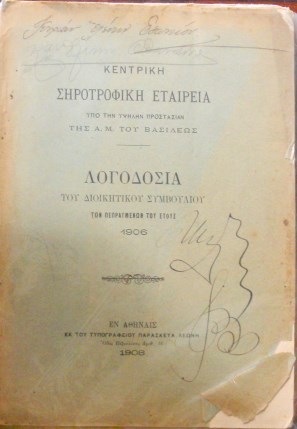 ΚΕΝΤΡΙΚΗ
ΣΗΡΟΤΡΟΦΙΚΗ ΕΤΑΙΡΕΙΑ
ΥΠΟ ΤΗΝ ΥΨΗΛΗΝ ΠΡΟΣΤΑΣΙΑΝ
ΤΗΣ Α. Μ. ΤΟΥ ΒΑΣΙΛΕΩΣ
ΛΟΓΟΔΟΣΙΑ
ΤΟΥ ΔΙΟΙΚΗΤΙΚΟΥ ΣΥΜΒΟΥΛΙΟΥ
ΤΩΝ ΠΕΠΡΑΓΜΕΝΩΝ ΤΟΥ ΕΤΟΥΣ
1906
ΕΝ ΑΘΗΝΑΙΣ
ΕΚ ΤΟΥ ΤΥΠΟΓΡΑΦΕΙΟΥ ΠΑΡΑΣΚΕΥΑ ΛΕΩΝΗ
1908